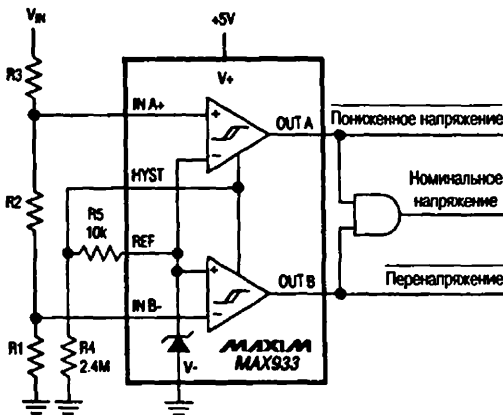 V_IN
+5V
R3
V+
IN A+
OUT A
Пониженное напряжение
HYST
Номинальное
напряжение
R2
R5
10k
REF
OUT B
Перенапряжение
IN B-
R1
R4
2.4M
V-
MAXIM
MAX933